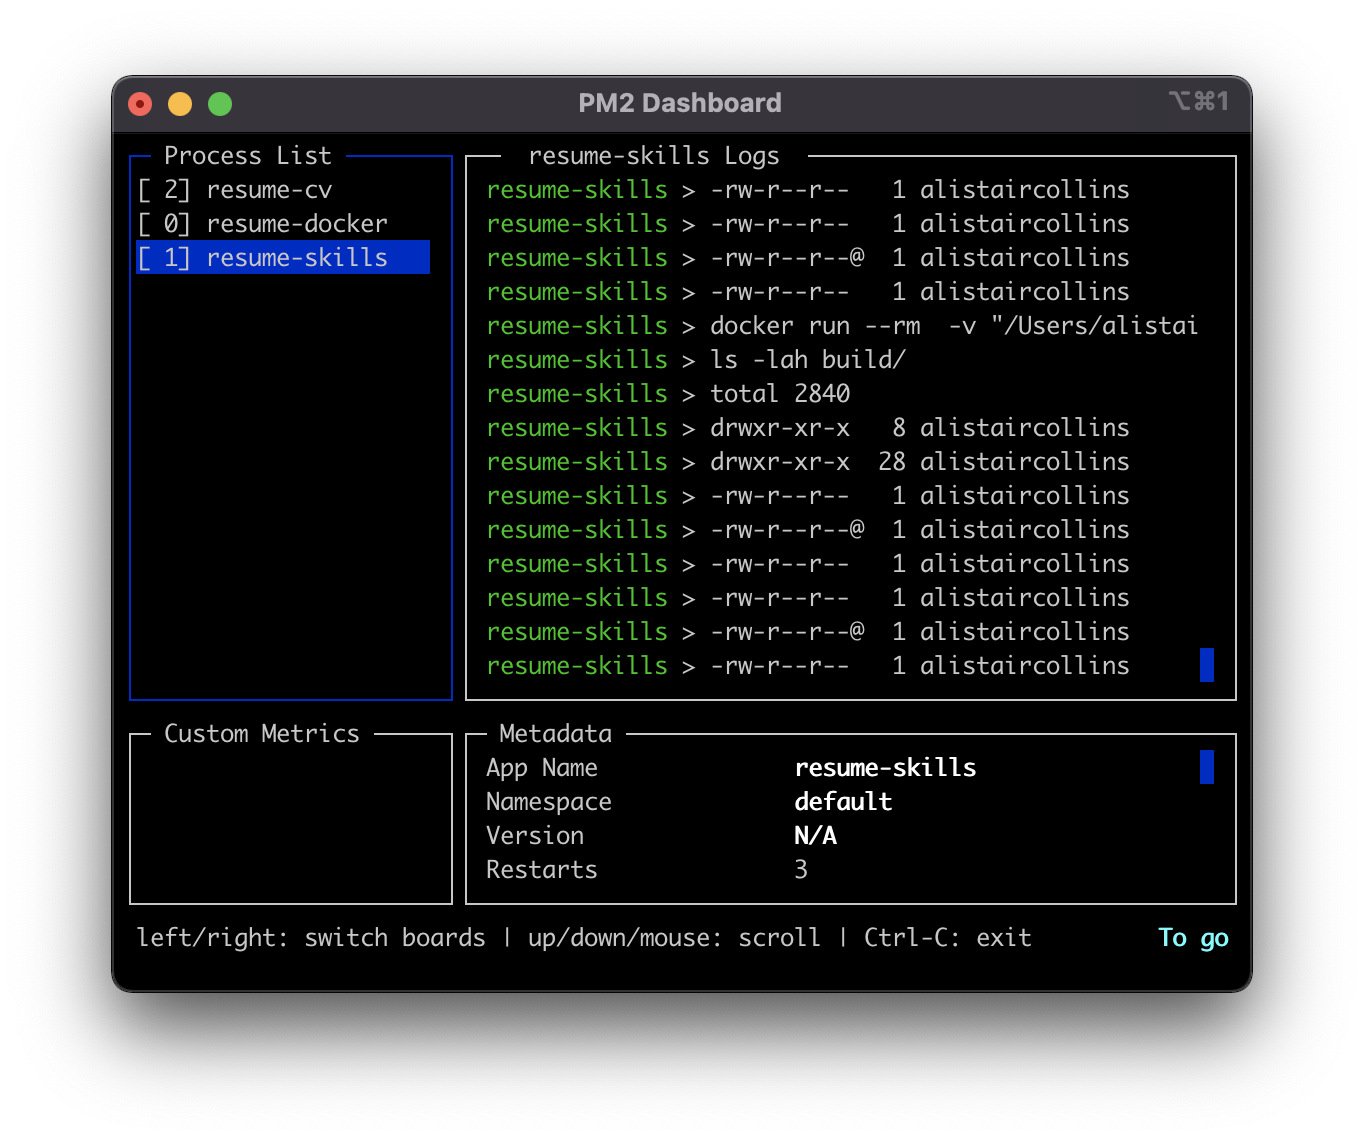 PM2 Dashboard ⌥⌘1
Process List
[ 2] resume-cv
[ 0] resume-docker
[ 1] resume-skills
resume-skills Logs
resume-skills > -rw-r--r--   1 alistaircollins
resume-skills > -rw-r--r--   1 alistaircollins
resume-skills > -rw-r--r--@  1 alistaircollins
resume-skills > -rw-r--r--   1 alistaircollins
resume-skills > docker run --rm  -v "/Users/alistai
resume-skills > ls -lah build/
resume-skills > total 2840
resume-skills > drwxr-xr-x   8 alistaircollins
resume-skills > drwxr-xr-x  28 alistaircollins
resume-skills > -rw-r--r--   1 alistaircollins
resume-skills > -rw-r--r--@  1 alistaircollins
resume-skills > -rw-r--r--   1 alistaircollins
resume-skills > -rw-r--r--   1 alistaircollins
resume-skills > -rw-r--r--@  1 alistaircollins
resume-skills > -rw-r--r--   1 alistaircollins
Custom Metrics
Metadata
App Name resume-skills
Namespace default
Version N/A
Restarts 3
left/right: switch boards | up/down/mouse: scroll | Ctrl-C: exit To go